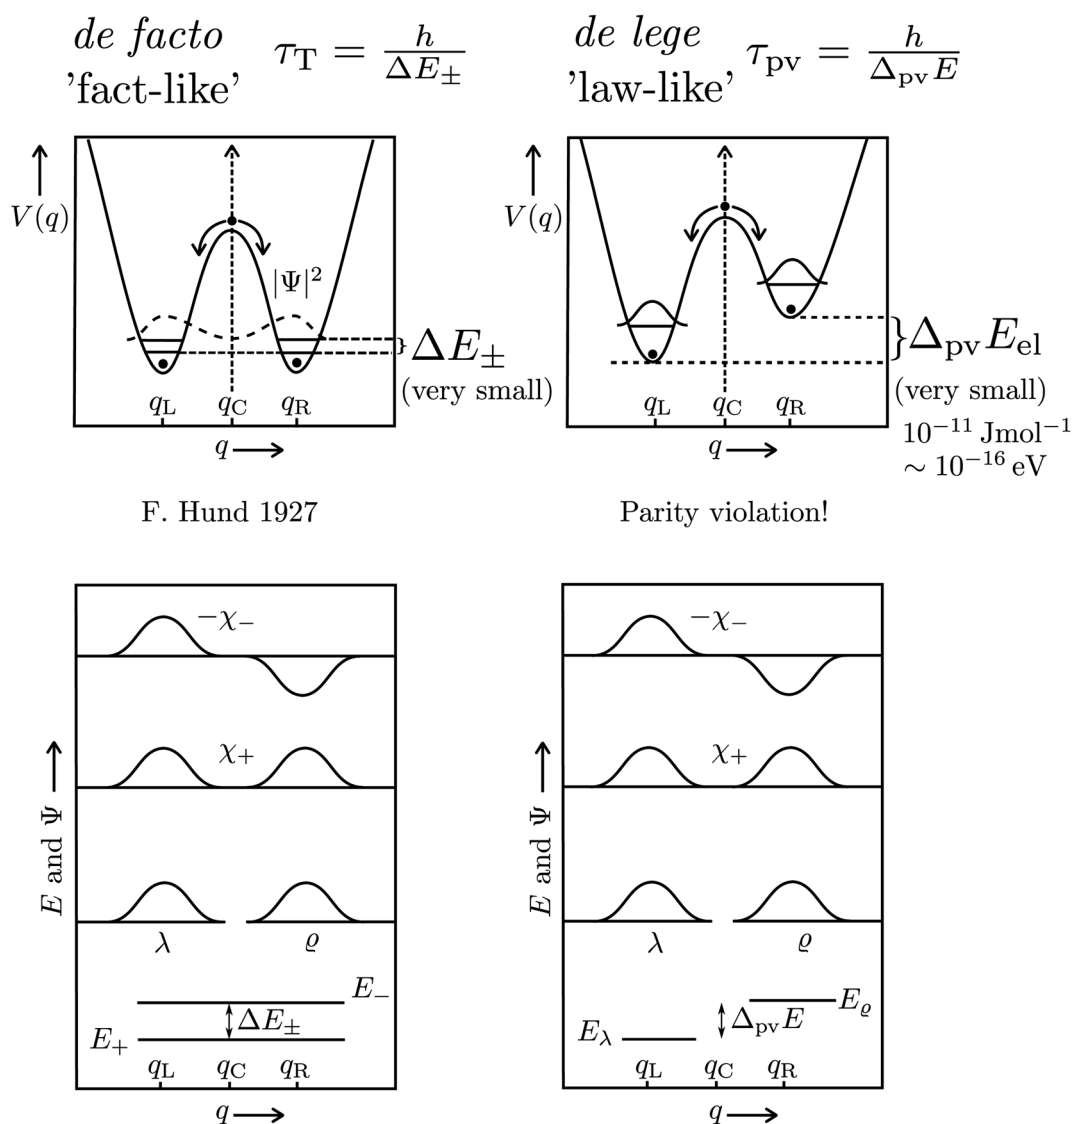 de facto
'fact-like'
τ_T = h / ΔE_±
de lege
'law-like'
τ_pv = h / Δ_pv E
V(q)
|Ψ|²
ΔE_±
(very small)
q_L q_C q_R
q
F. Hund 1927
V(q)
Δ_pv E_el
(very small)
10⁻¹¹ Jmol⁻¹
∼ 10⁻¹⁶ eV
q_L q_C q_R
q
Parity violation!
E and Ψ
−χ_−
χ_+
λ ϱ
E_−
ΔE_±
E_+
q_L q_C q_R
q
E and Ψ
−χ_−
χ_+
λ ϱ
E_ϱ
Δ_pv E
E_λ
q_L q_C q_R
q